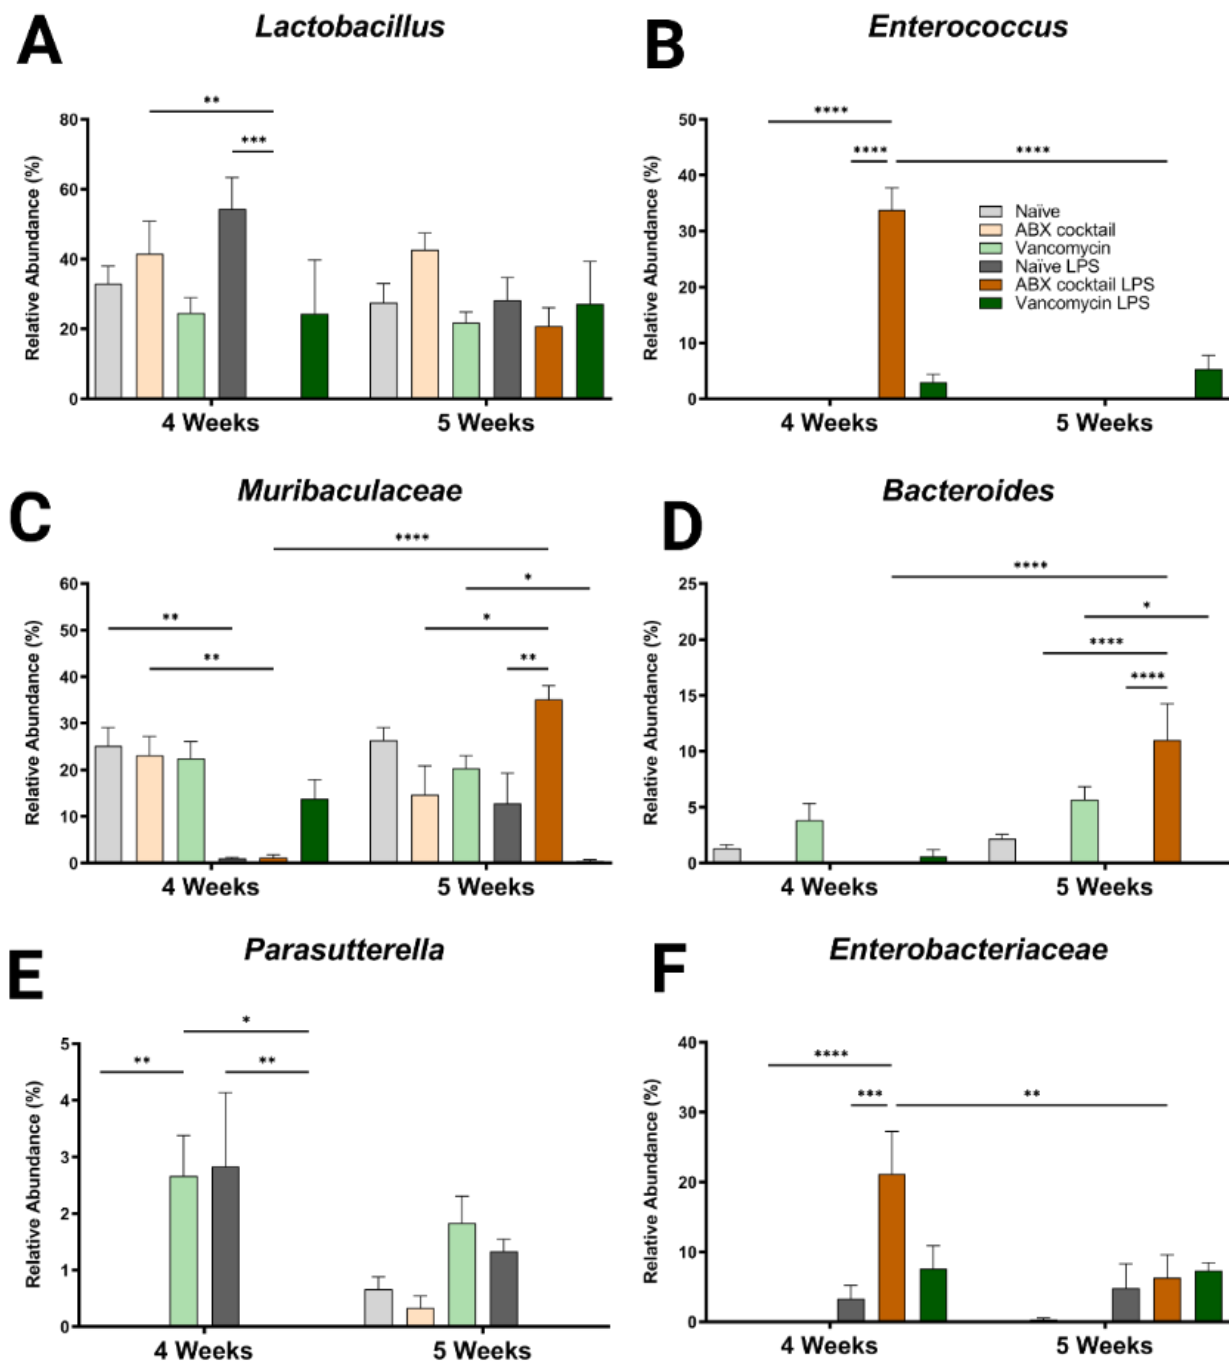 A
Lactobacillus
Relative Abundance (%)
80
60
40
20
0
**
***
4 Weeks
5 Weeks
B
Enterococcus
Relative Abundance (%)
50
40
30
20
10
0
****
****
****
Naïve
ABX cocktail
Vancomycin
Naïve LPS
ABX cocktail LPS
Vancomycin LPS
4 Weeks
5 Weeks
C
Muribaculaceae
Relative Abundance (%)
60
50
40
30
20
10
0
****
*
**
*
**
**
4 Weeks
5 Weeks
D
Bacteroides
Relative Abundance (%)
25
20
15
10
5
0
****
*
****
****
4 Weeks
5 Weeks
E
Parasutterella
Relative Abundance (%)
5
4
3
2
1
0
*
**
**
4 Weeks
5 Weeks
F
Enterobacteriaceae
Relative Abundance (%)
40
30
20
10
0
****
***
**
4 Weeks
5 Weeks